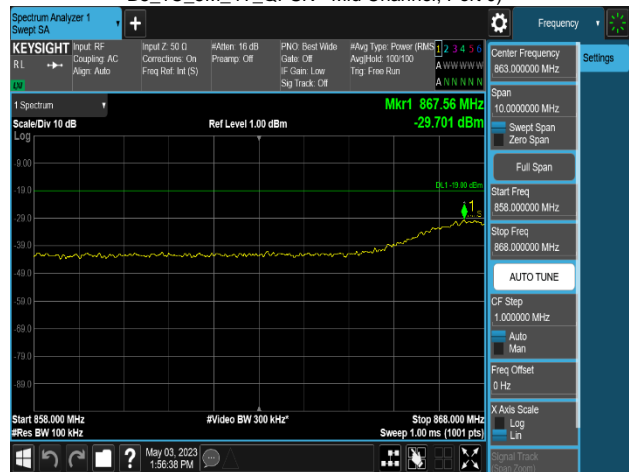 Spectrum Analyzer 1
Swept SA
Frequency
KEYSIGHT
RL
Align: Auto
LXI
Input: RF
Coupling: AC
Input Z: 50 Ω
Corrections: On
Freq Ref: Int (S)
#Atten: 16 dB
Preamp: Off
PNO: Best Wide
Gate: Off
IF Gain: Low
Sig Track: Off
#Avg Type: Power (RMS
Avg|Hold: 100/100
Trig: Free Run
1 2 3 4 5 6
A WW WW W
A N N N N N
1 Spectrum
Scale/Div 10 dB
Log
Ref Level 1.00 dBm
Mkr1 867.56 MHz
-29.701 dBm
-9.00
-19.0
DL1 -19.00 dBm
1
-29.0
-39.0
-49.0
-59.0
-69.0
-79.0
-89.0
Start 858.000 MHz
#Res BW 100 kHz
#Video BW 300 kHz*
Stop 868.000 MHz
Sweep 1.00 ms (1001 pts)
Center Frequency
863.000000 MHz
Settings
Span
10.0000000 MHz
Swept Span
Zero Span
Full Span
Start Freq
858.000000 MHz
Stop Freq
868.000000 MHz
AUTO TUNE
CF Step
1.000000 MHz
Auto
Man
Freq Offset
0 Hz
X Axis Scale
Log
Lin
Signal Track
(Span Zoom)
May 03, 2023
1:56:38 PM